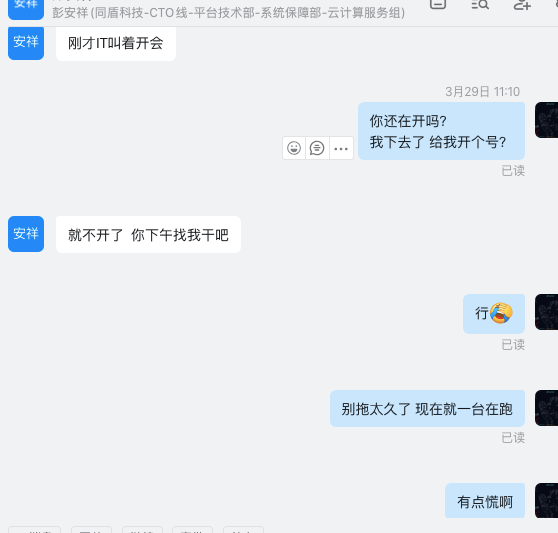 彭安祥(同盾科技-CTO线-平台技术部-系统保障部-云计算服务组)
安祥
安祥
刚才IT叫着开会
3月29日 11:10
你还在开吗?
我下去了 给我开个号?
已读
安祥
就不开了 你下午找我干吧
行
已读
别拖太久了 现在就一台在跑
已读
有点慌啊